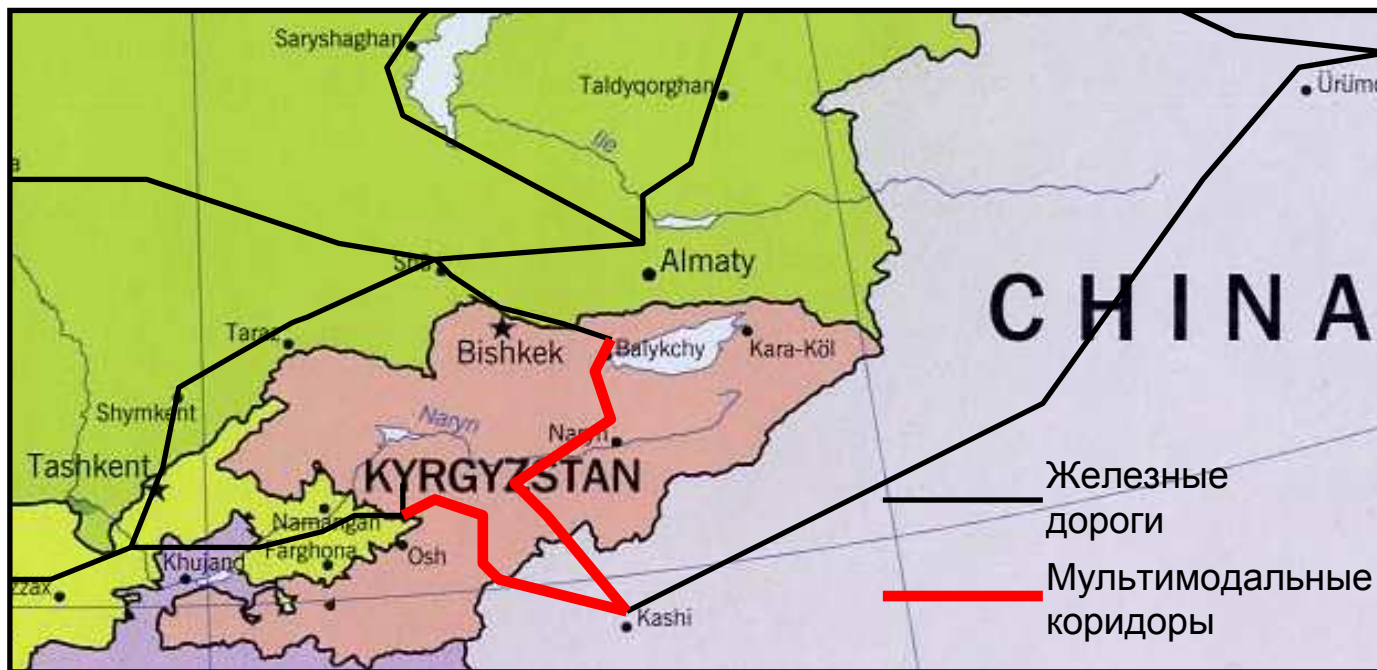 Saryshaghan
Taldyqorghan
Ile
Almaty
CHINA
Taraz
Bishkek
Balykchy
Kara-Köl
Shymkent
Naryn
Naryn
Tashkent
KYRGYZSTAN
Железные
дороги
Namangan
Farghona
Osh
Khujand
Мультимодальные
коридоры
Kashi